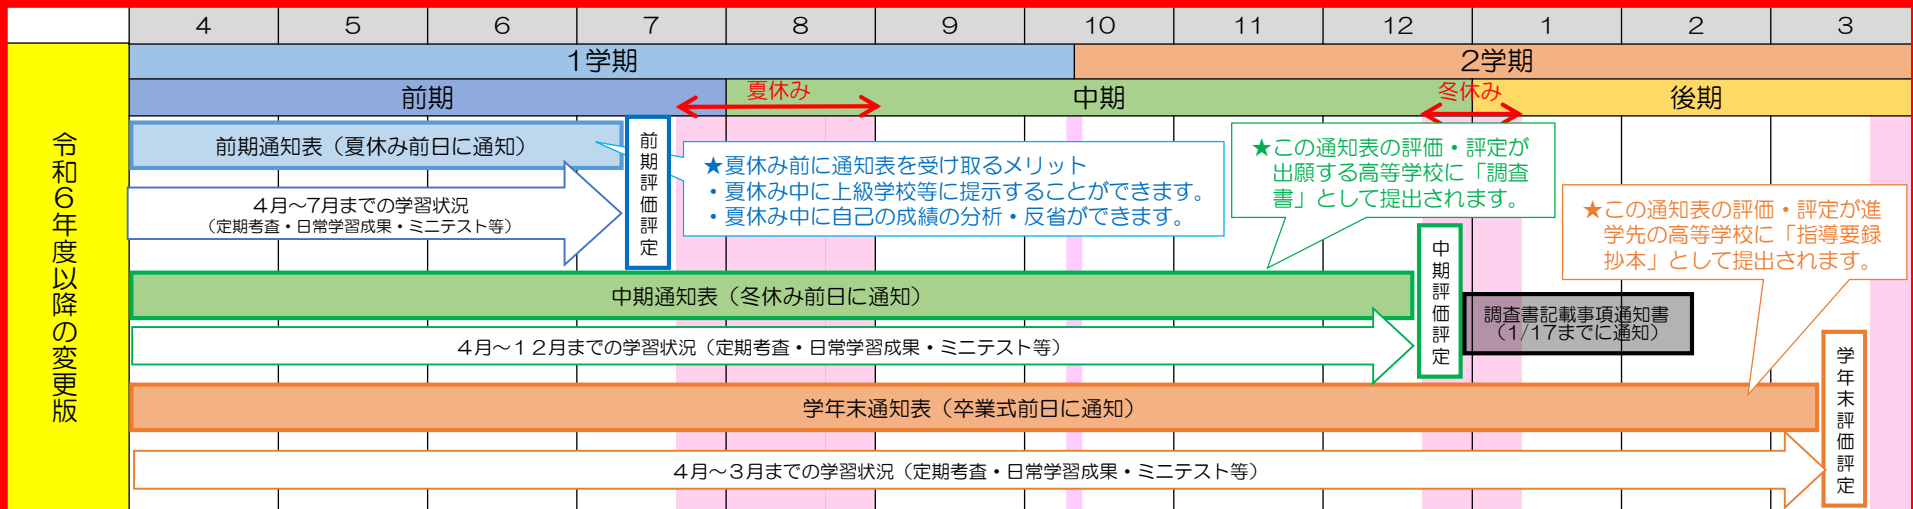 4 5 6 7 8 9 10 11 12 1 2 3
令和6年度以降の変更版
1学期
2学期
前期
夏休み
中期
冬休み
後期
前期通知表（夏休み前日に通知）
前期評価評定
4月～7月までの学習状況
（定期考査・日常学習成果・ミニテスト等）
★夏休み前に通知表を受け取るメリット
・夏休み中に上級学校等に提示することができます。
・夏休み中に自己の成績の分析・反省ができます。
★この通知表の評価・評定が
出願する高等学校に「調査
書」として提出されます。
★この通知表の評価・評定が進
学先の高等学校に「指導要録
抄本」として提出されます。
中期通知表（冬休み前日に通知）
中期評価評定
4月～12月までの学習状況（定期考査・日常学習成果・ミニテスト等）
調査書記載事項通知書
（1/17までに通知）
学年末通知表（卒業式前日に通知）
学年末評価評定
4月～3月までの学習状況（定期考査・日常学習成果・ミニテスト等）